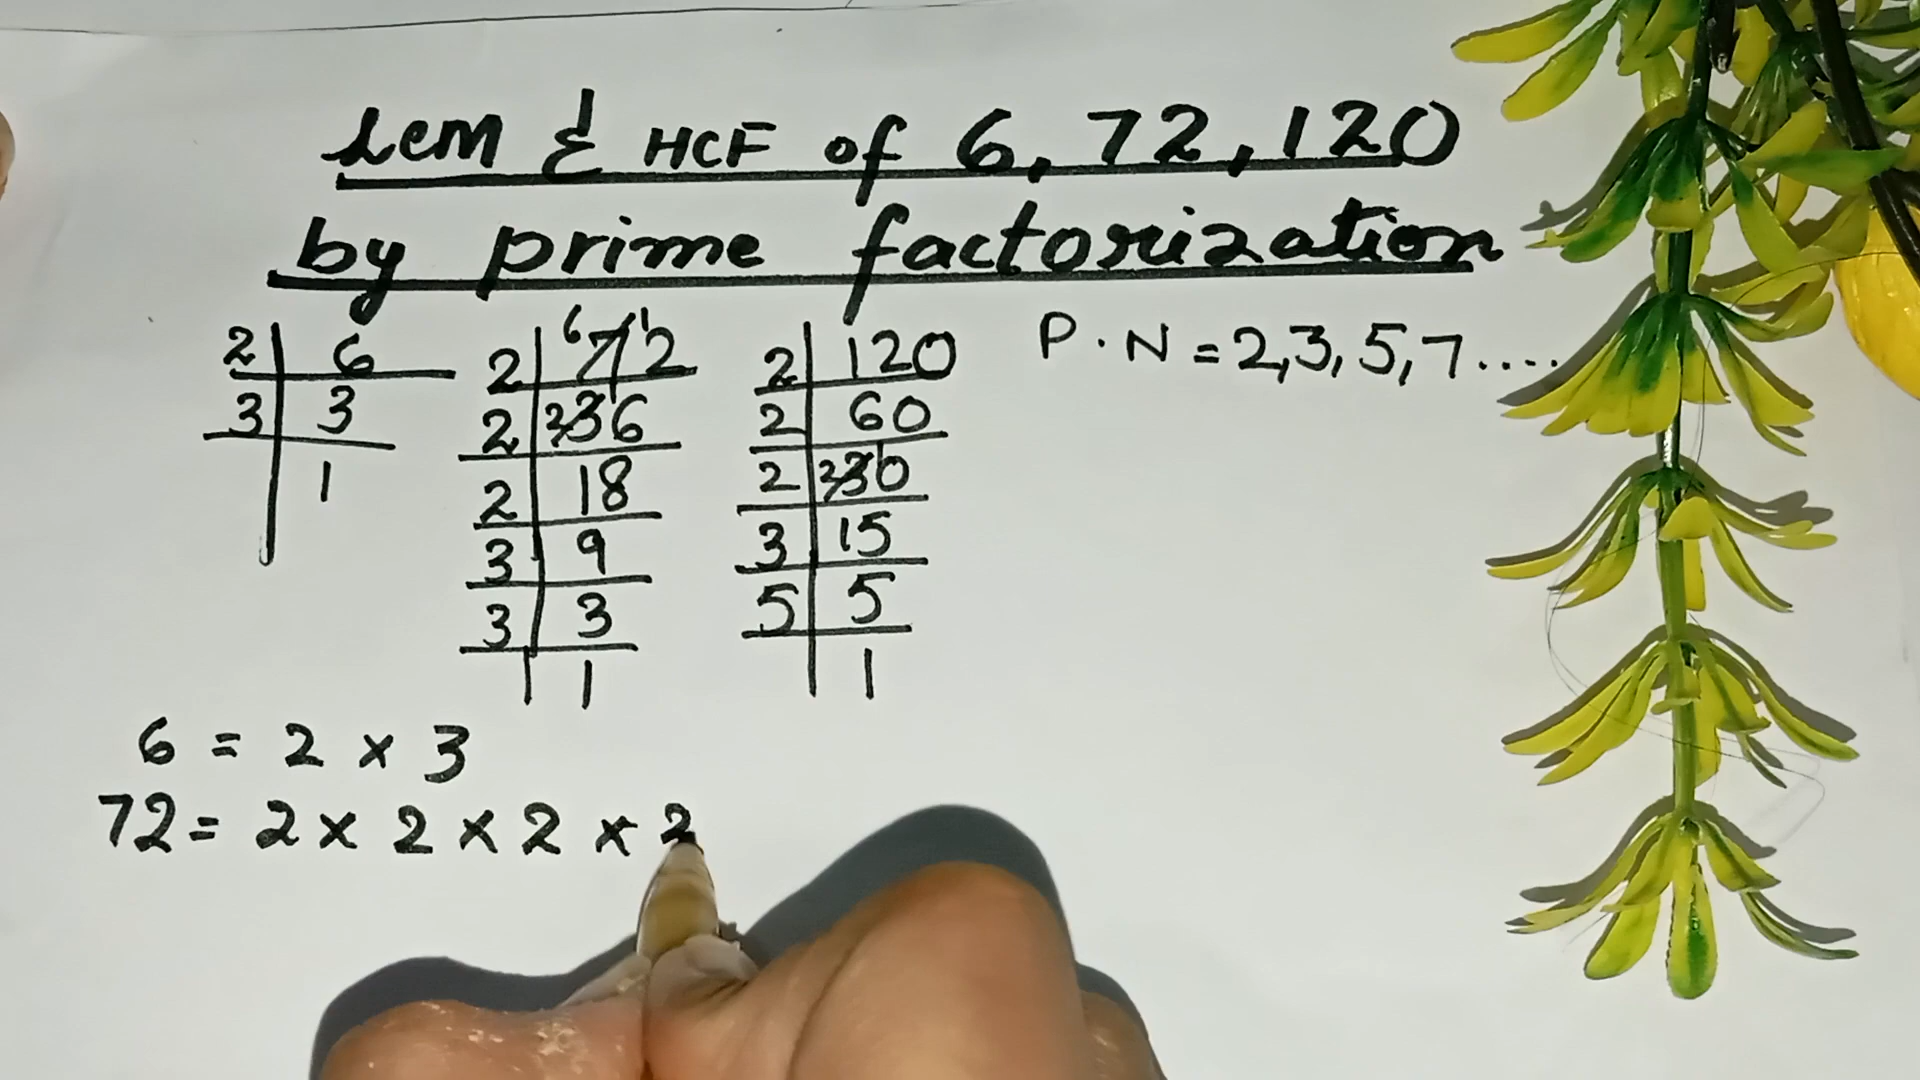 LCM & HCF of 6, 72, 120
by prime factorization
2 | 6
3 | 3
1
2 | 72
2 | 36
2 | 18
3 | 9
3 | 3
1
2 | 120
2 | 60
2 | 30
3 | 15
5 | 5
1
P.N = 2,3,5,7....
6 = 2 x 3
72 = 2 x 2 x 2 x